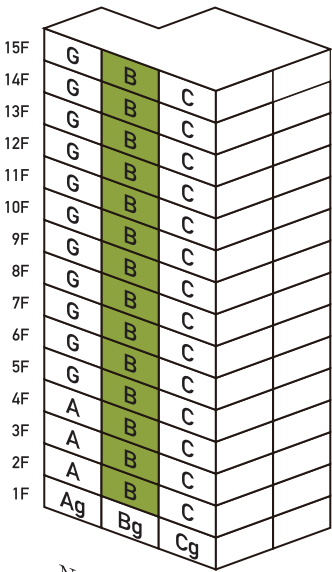 15F G B C
14F G B C
13F G B C
12F G B C
11F G B C
10F G B C
9F G B C
8F G B C
7F G B C
6F G B C
5F G B C
4F A B C
3F A B C
2F A B C
1F Ag Bg Cg